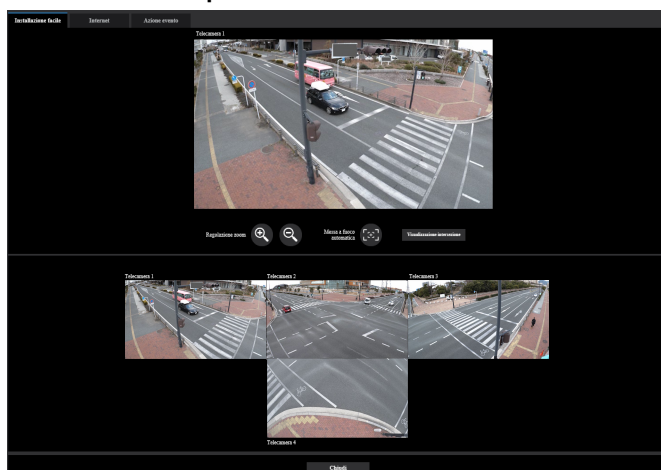 Installazione facile
Internet
Azione evento
Telecamera 1
Regolazione zoom
Messa a fuoco
automatica
Visualizzazione intersezione
Telecamera 1
Telecamera 2
Telecamera 3
Telecamera 4
Chiudi